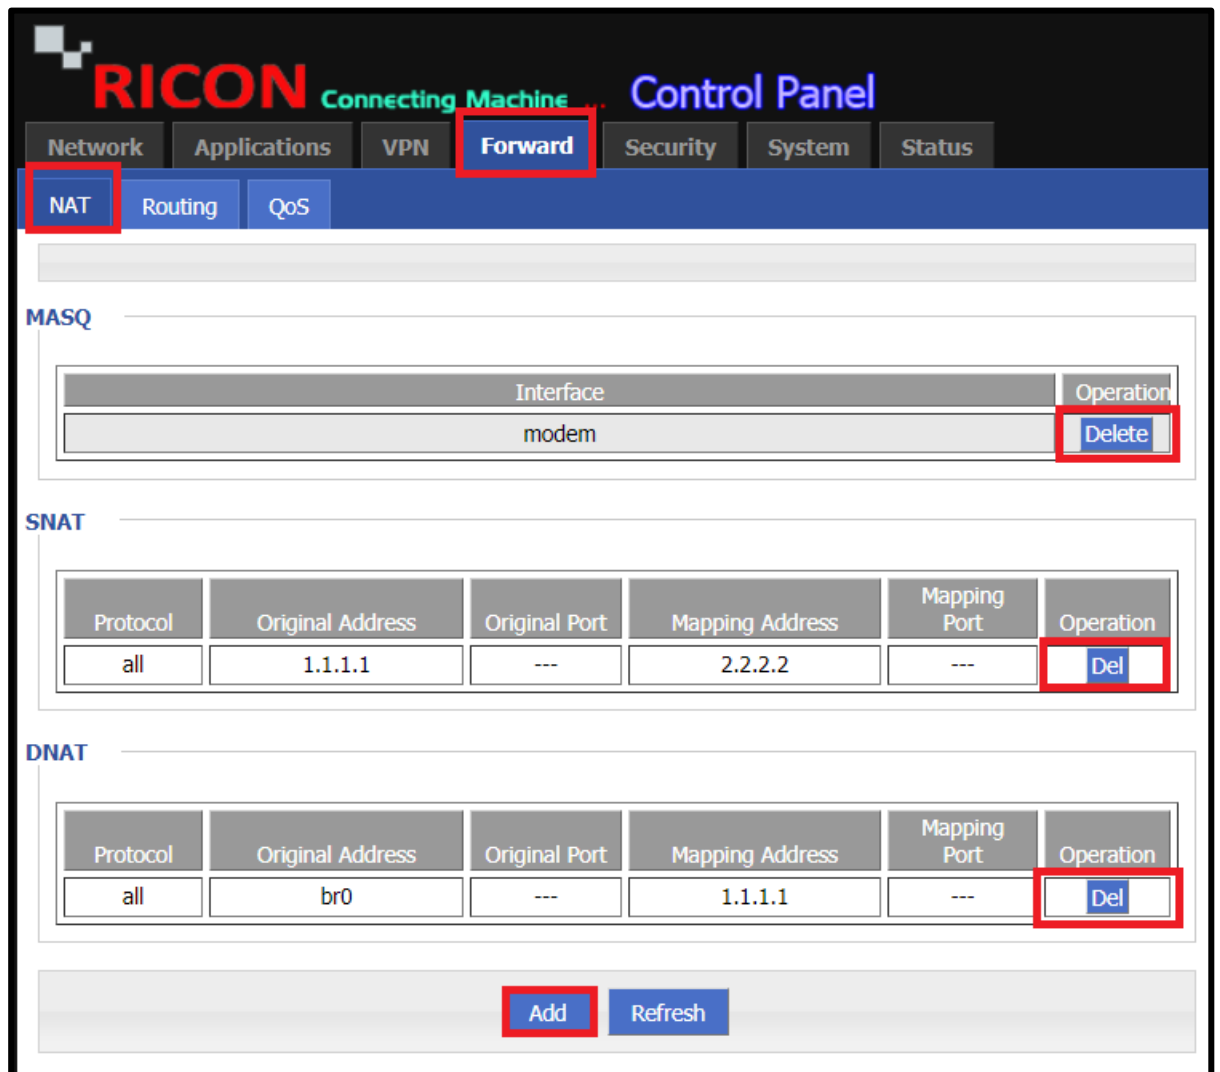 RICON Connecting Machine ... Control Panel
Network Applications VPN Forward Security System Status
NAT Routing QoS
MASQ
Interface Operation
modem Delete
SNAT
Protocol Original Address Original Port Mapping Address Mapping Port Operation
all 1.1.1.1 --- 2.2.2.2 --- Del
DNAT
Protocol Original Address Original Port Mapping Address Mapping Port Operation
all br0 --- 1.1.1.1 --- Del
Add Refresh